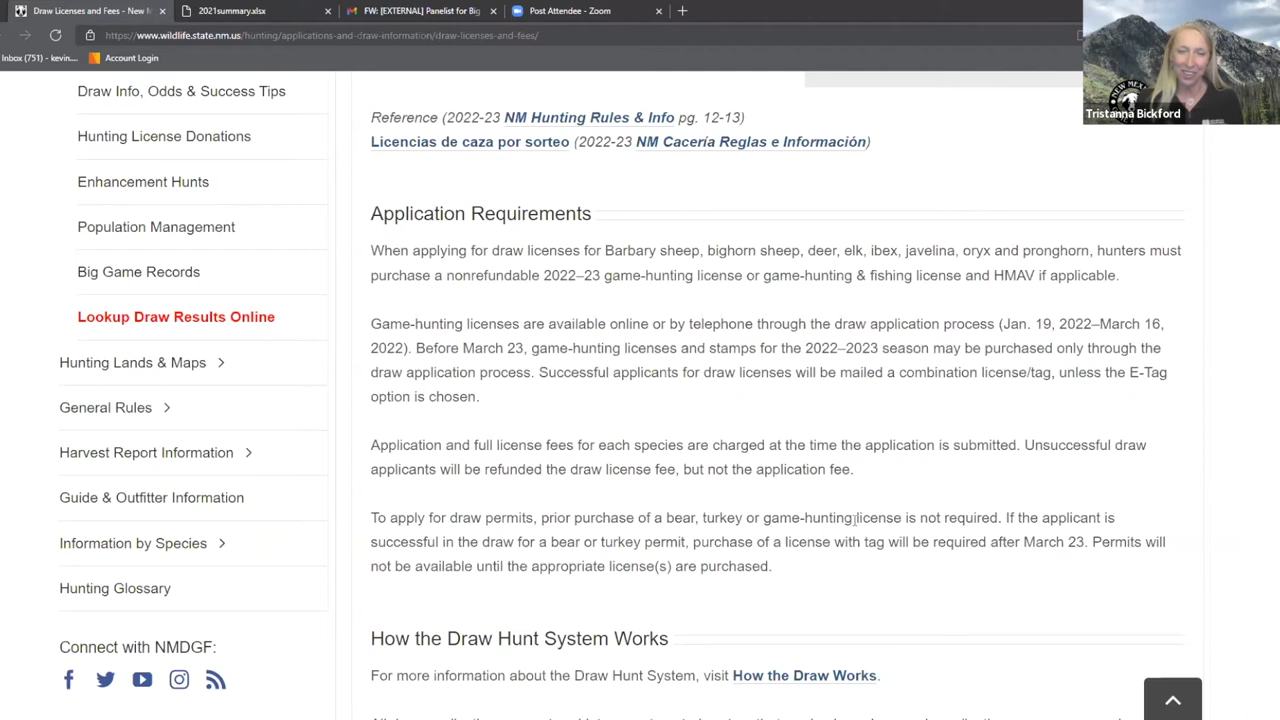 Draw Licenses and Fees - New M
2021summary.xlsx
FW: [EXTERNAL] Panelist for Big
Post Attendee - Zoom
https://www.wildlife.state.nm.us/hunting/applications-and-draw-information/draw-licenses-and-fees/
Inbox (751) - kevin....
Account Login
Tristanna Bickford
Draw Info, Odds & Success Tips
Hunting License Donations
Enhancement Hunts
Population Management
Big Game Records
Lookup Draw Results Online
Hunting Lands & Maps
General Rules
Harvest Report Information
Guide & Outfitter Information
Information by Species
Hunting Glossary
Connect with NMDGF:
Reference (2022-23 NM Hunting Rules & Info pg. 12-13)
Licencias de caza por sorteo (2022-23 NM Cacería Reglas e Información)
Application Requirements
When applying for draw licenses for Barbary sheep, bighorn sheep, deer, elk, ibex, javelina, oryx and pronghorn, hunters must
purchase a nonrefundable 2022–23 game-hunting license or game-hunting & fishing license and HMAV if applicable.
Game-hunting licenses are available online or by telephone through the draw application process (Jan. 19, 2022–March 16,
2022). Before March 23, game-hunting licenses and stamps for the 2022–2023 season may be purchased only through the
draw application process. Successful applicants for draw licenses will be mailed a combination license/tag, unless the E-Tag
option is chosen.
Application and full license fees for each species are charged at the time the application is submitted. Unsuccessful draw
applicants will be refunded the draw license fee, but not the application fee.
To apply for draw permits, prior purchase of a bear, turkey or game-hunting license is not required. If the applicant is
successful in the draw for a bear or turkey permit, purchase of a license with tag will be required after March 23. Permits will
not be available until the appropriate license(s) are purchased.
How the Draw Hunt System Works
For more information about the Draw Hunt System, visit How the Draw Works.